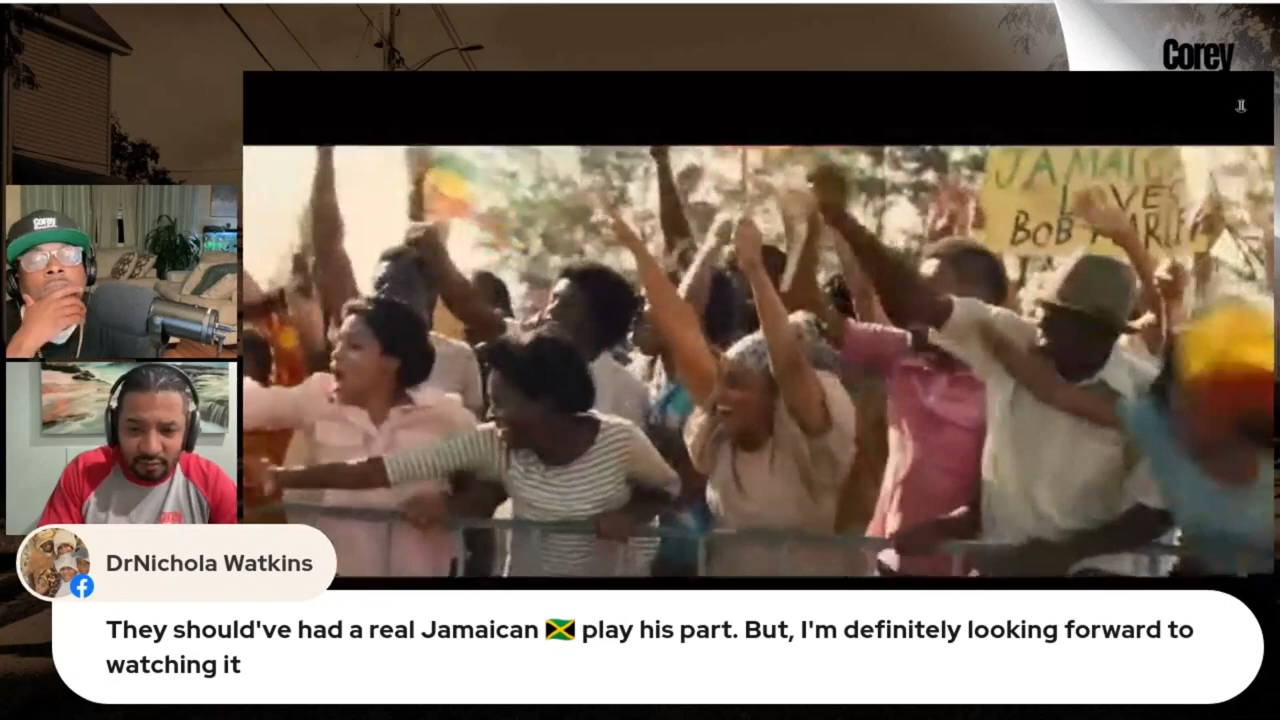 Corey
JAMAICA
LOVES
BOB MARLEY
DrNichola Watkins
They should've had a real Jamaican 🇯🇲 play his part. But, I'm definitely looking forward to
watching it